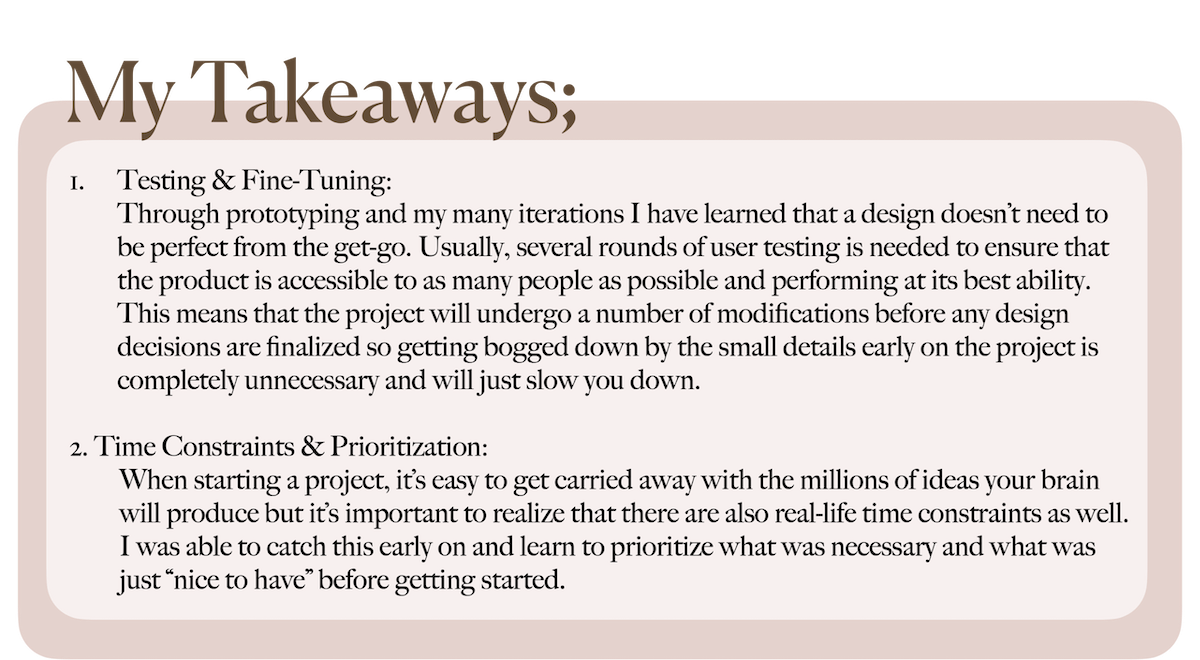 My Takeaways;
1. Testing & Fine-Tuning:
Through prototyping and my many iterations I have learned that a design doesn’t need to
be perfect from the get-go. Usually, several rounds of user testing is needed to ensure that
the product is accessible to as many people as possible and performing at its best ability.
This means that the project will undergo a number of modifications before any design
decisions are finalized so getting bogged down by the small details early on the project is
completely unnecessary and will just slow you down.
2. Time Constraints & Prioritization:
When starting a project, it’s easy to get carried away with the millions of ideas your brain
will produce but it’s important to realize that there are also real-life time constraints as well.
I was able to catch this early on and learn to prioritize what was necessary and what was
just “nice to have” before getting started.